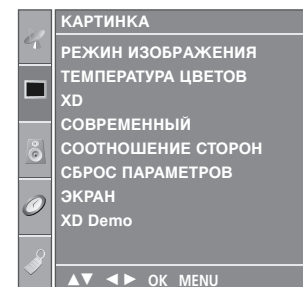 КАРТИНКА
РЕЖИН ИЗОБРАЖЕНИЯ
ТЕМПЕРАТУРА ЦВЕТОВ
XD
СОВРЕМЕННЫЙ
СООТНОШЕНИЕ СТОРОН
СБРОС ПАРАМЕТРОВ
ЭКРАН
XD Demo
▲▼ ◄► OK MENU